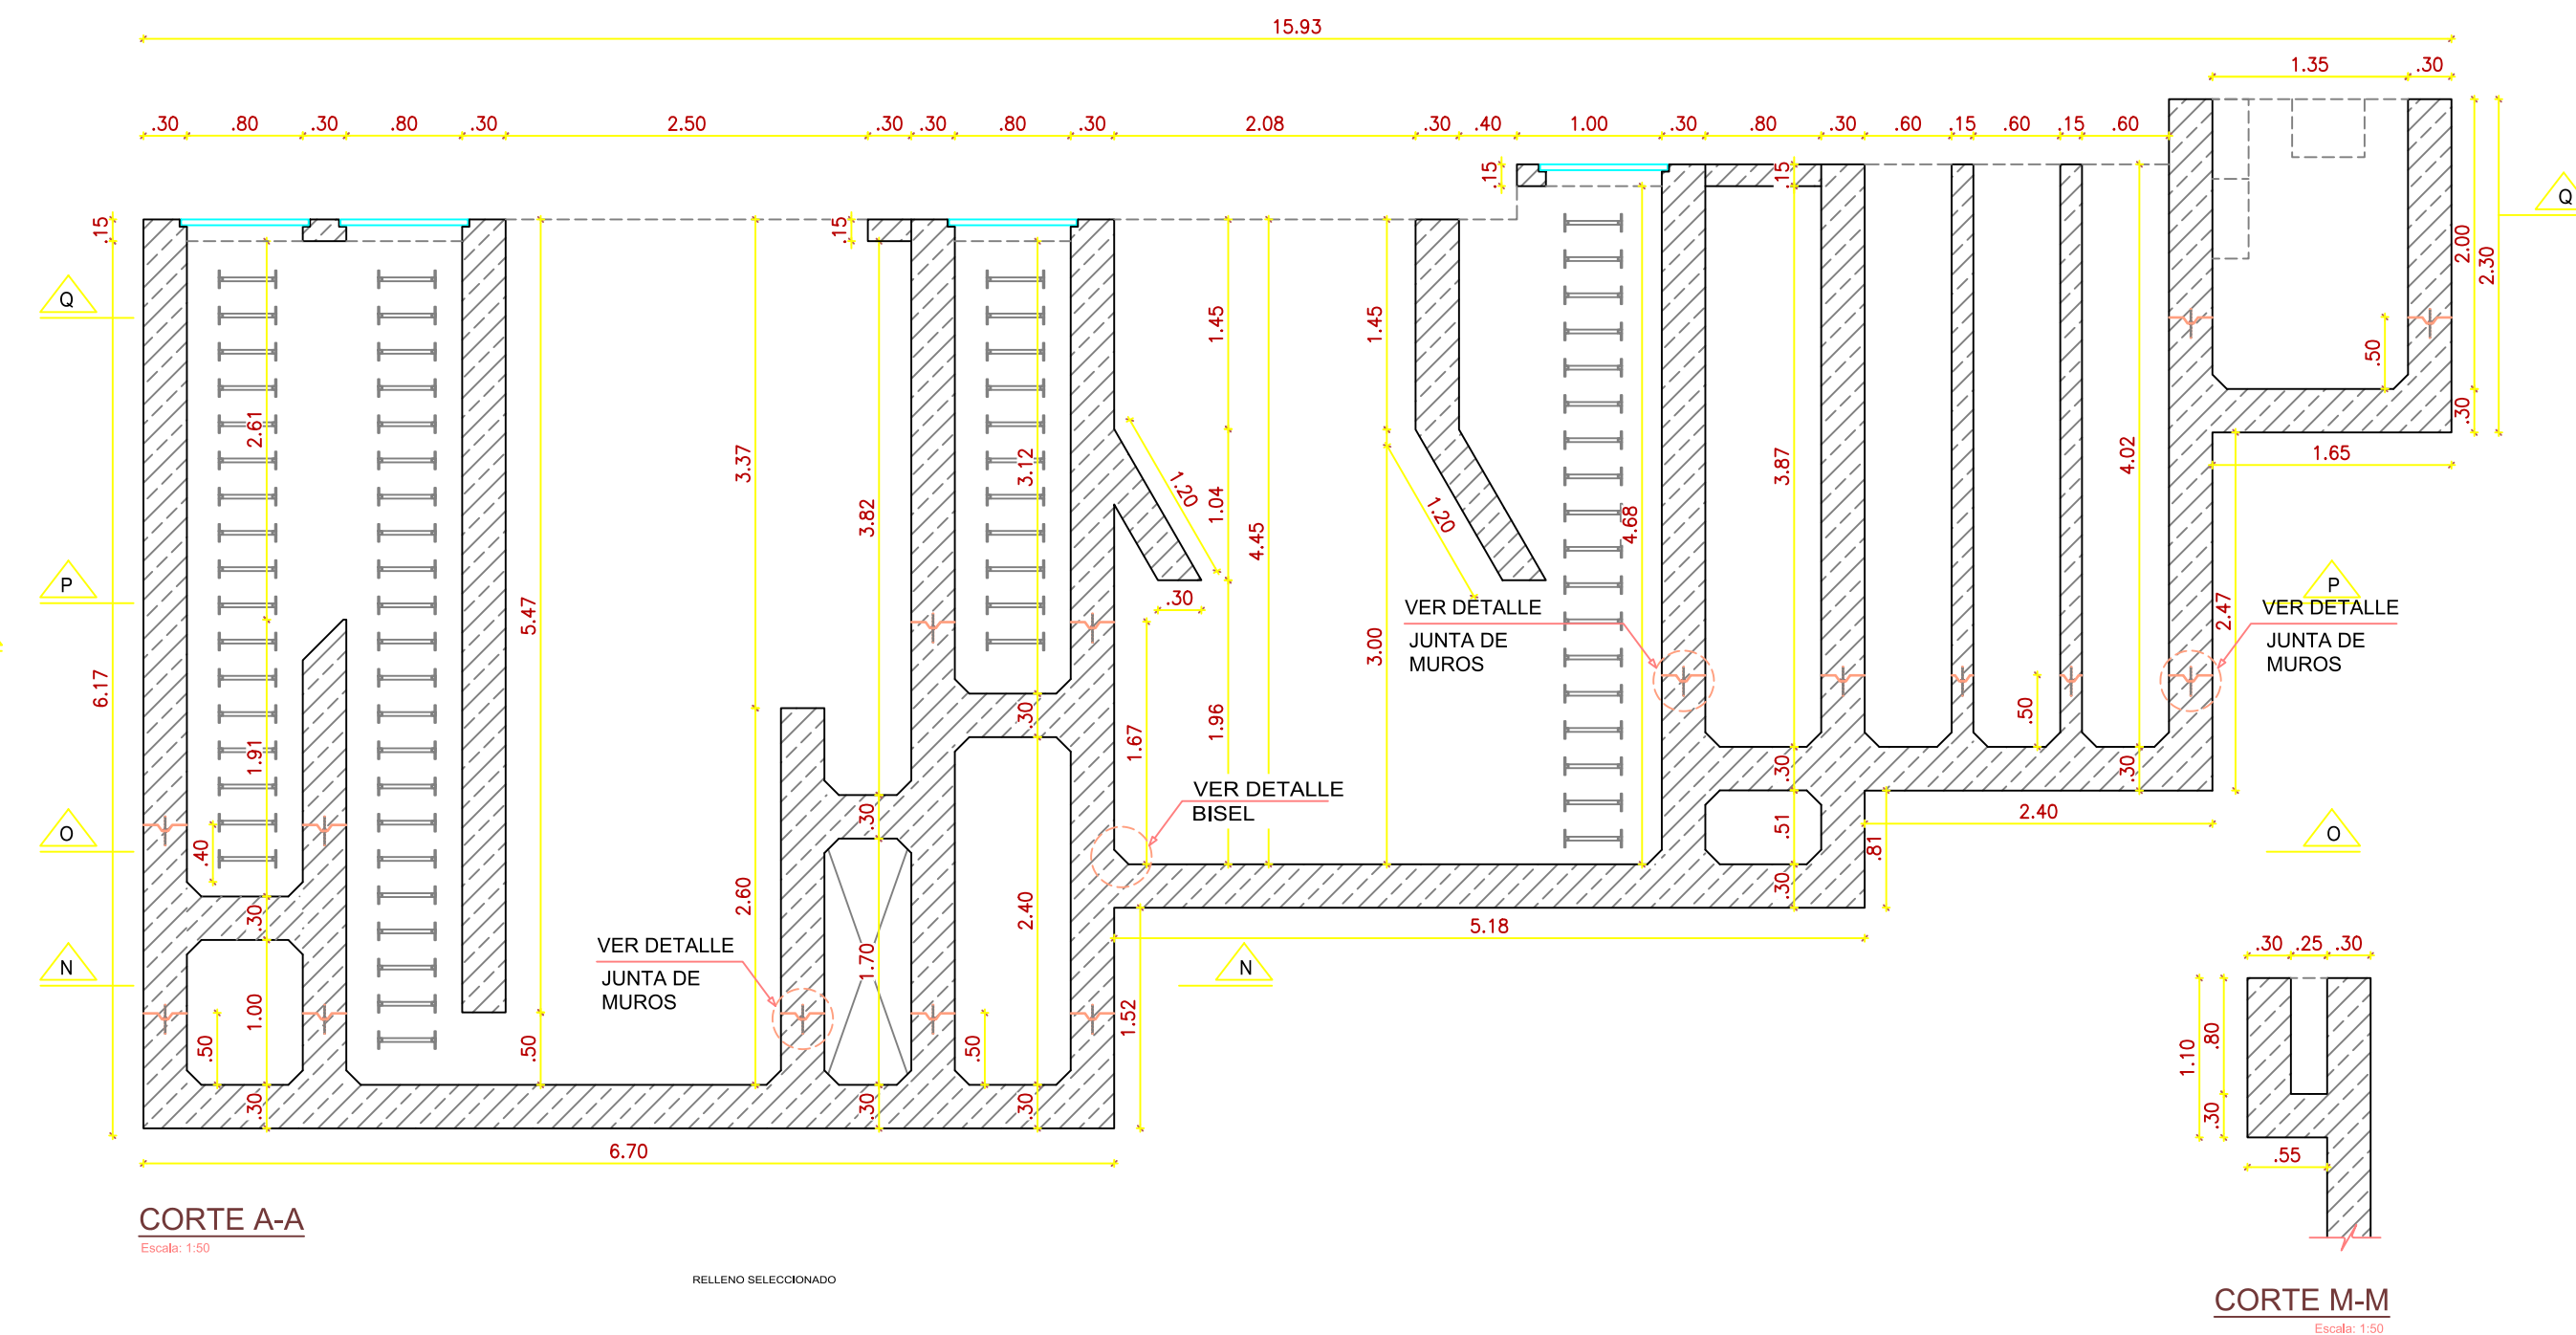 15.93
1.35 .30
.30 .80 .30 .80 .30 2.50 .30 .30 .80 .30 2.08 .30 .40 1.00 .30 .80 .30 .60 .15 .60 .15 .60
.15 .15
Q
.15 .15
2.00
2.30
Q
1.45 1.45
.50
.30
2.61
3.37
3.12
3.87
4.02
1.65
1.20
1.04
1.20
3.82
4.45
4.68
P
P
.30
VER DETALLE
JUNTA DE
MUROS
2.47
VER DETALLE
JUNTA DE
MUROS
5.47
6.17
3.00
.30
1.67
1.96
.50
1.91
.30
.30
VER DETALLE
BISEL
.30
O
.40
.51
.81
2.40
O
.30
2.60
2.40
.30
5.18
VER DETALLE
JUNTA DE
MUROS
1.70
N
N
.30 .25 .30
1.00
1.52
.50
.50
.50
1.10
.80
.30
.30
.30
.30
.30
6.70
.55
CORTE A-A
Escala: 1:50
RELLENO SELECCIONADO
CORTE M-M
Escala: 1:50